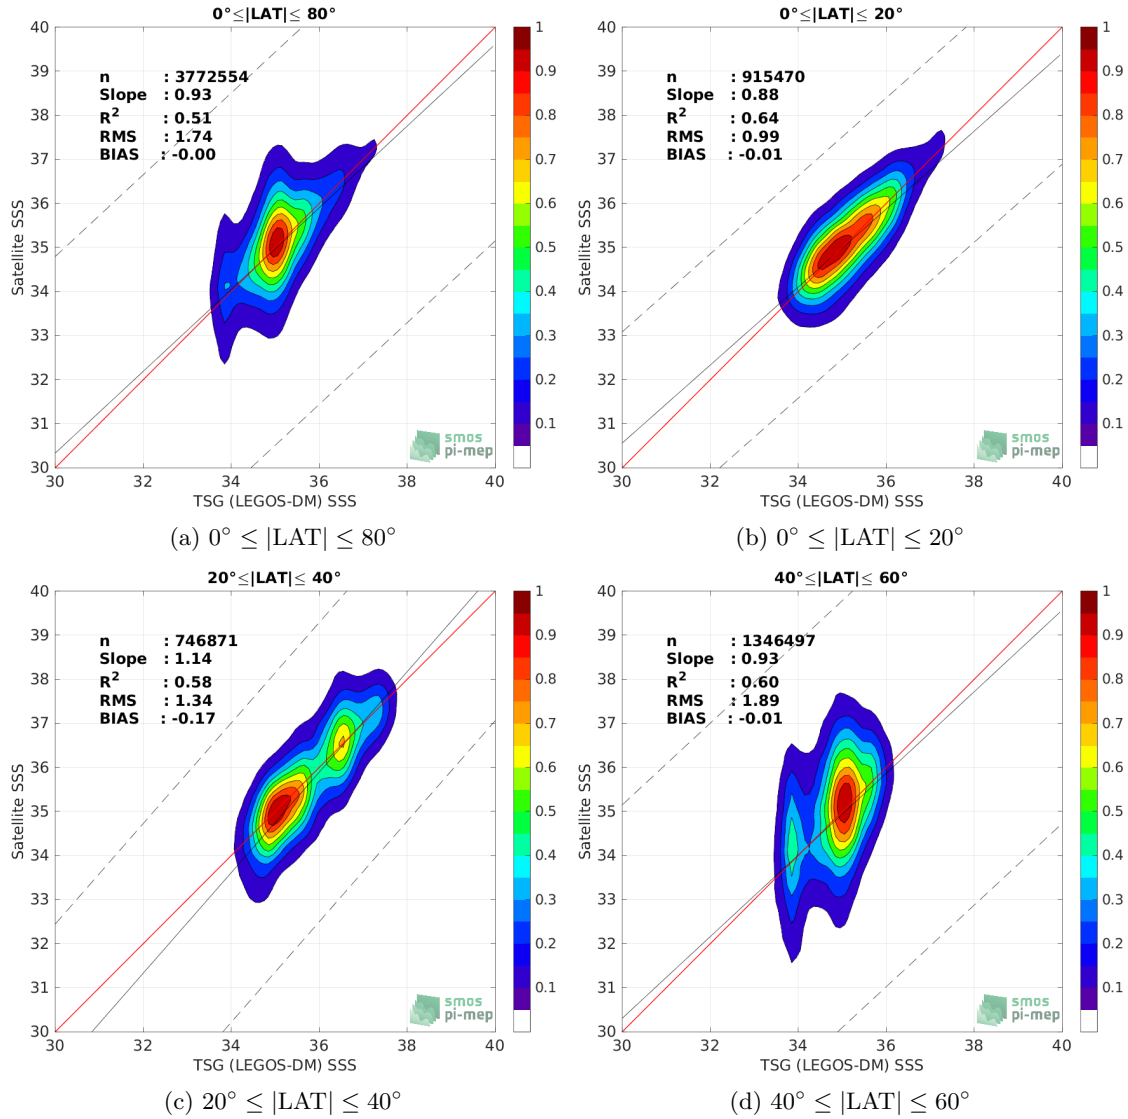 0°≤|LAT|≤ 80°
n : 3772554
Slope : 0.93
R² : 0.51
RMS : 1.74
BIAS : -0.00
Satellite SSS
40
39
38
37
36
35
34
33
32
31
30
30 32 34 36 38 40
TSG (LEGOS-DM) SSS
1
0.9
0.8
0.7
0.6
0.5
0.4
0.3
0.2
0.1
smos
pi-mep
(a) 0° ≤ |LAT| ≤ 80°
0°≤|LAT|≤ 20°
n : 915470
Slope : 0.88
R² : 0.64
RMS : 0.99
BIAS : -0.01
Satellite SSS
40
39
38
37
36
35
34
33
32
31
30
30 32 34 36 38 40
TSG (LEGOS-DM) SSS
1
0.9
0.8
0.7
0.6
0.5
0.4
0.3
0.2
0.1
smos
pi-mep
(b) 0° ≤ |LAT| ≤ 20°
20°≤|LAT|≤ 40°
n : 746871
Slope : 1.14
R² : 0.58
RMS : 1.34
BIAS : -0.17
Satellite SSS
40
39
38
37
36
35
34
33
32
31
30
30 32 34 36 38 40
TSG (LEGOS-DM) SSS
1
0.9
0.8
0.7
0.6
0.5
0.4
0.3
0.2
0.1
smos
pi-mep
(c) 20° ≤ |LAT| ≤ 40°
40°≤|LAT|≤ 60°
n : 1346497
Slope : 0.93
R² : 0.60
RMS : 1.89
BIAS : -0.01
Satellite SSS
40
39
38
37
36
35
34
33
32
31
30
30 32 34 36 38 40
TSG (LEGOS-DM) SSS
1
0.9
0.8
0.7
0.6
0.5
0.4
0.3
0.2
0.1
smos
pi-mep
(d) 40° ≤ |LAT| ≤ 60°